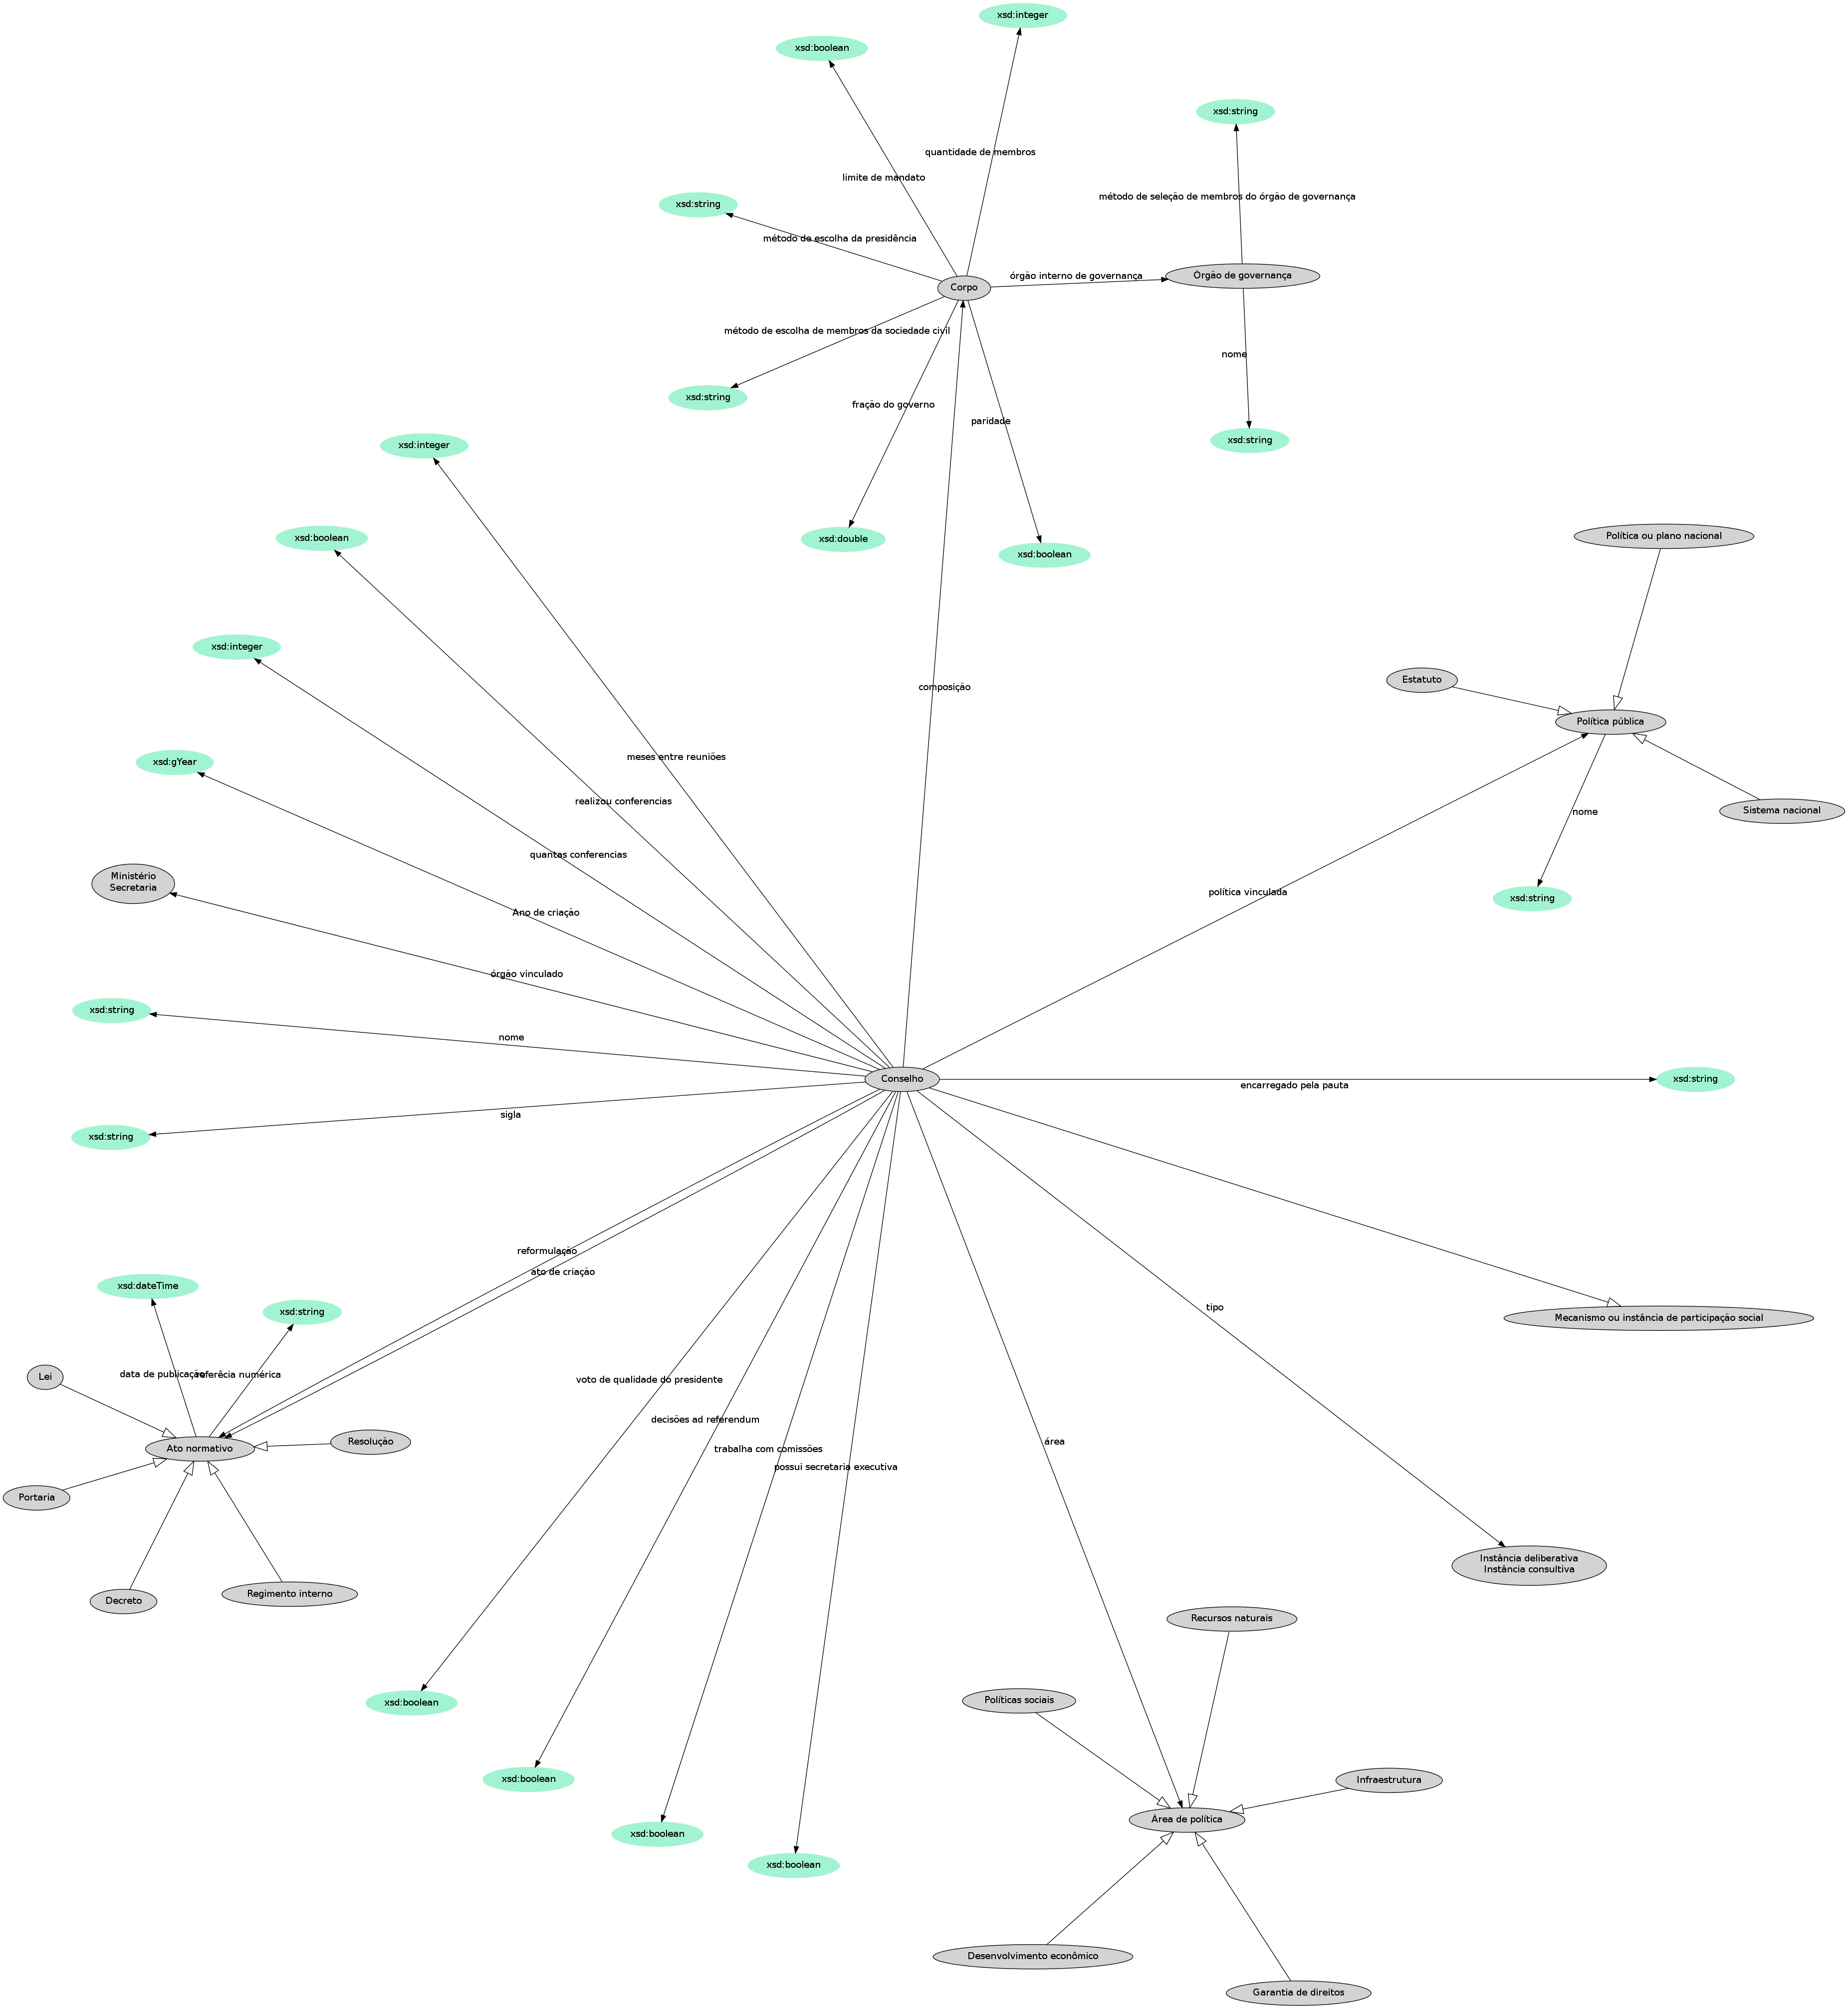 xsd:integer
xsd:boolean
xsd:string
quantidade de membros
limite de mandato
método de seleção de membros do órgão de governança
xsd:string
método de escolha da presidência
órgão interno de governança
Órgão de governança
Corpo
método de escolha de membros da sociedade civil
nome
xsd:string
fração do governo
paridade
xsd:string
xsd:integer
xsd:boolean
xsd:double
xsd:boolean
Política ou plano nacional
xsd:integer
Estatuto
composição
Política pública
meses entre reuniões
xsd:gYear
realizou conferencias
nome
Sistema nacional
quantas conferencias
Ministério
Secretaria
política vinculada
xsd:string
Ano de criação
órgão vinculado
xsd:string
nome
Conselho
encarregado pela pauta
xsd:string
sigla
xsd:string
reformulação
ato de criação
xsd:dateTime
xsd:string
tipo
Mecanismo ou instância de participação social
data de publicação
referêcia numérica
Lei
voto de qualidade do presidente
decisões ad referendum
área
Ato normativo
Resolução
trabalha com comissões
possui secretaria executiva
Portaria
Instância deliberativa
Instância consultiva
Decreto
Regimento interno
Recursos naturais
xsd:boolean
Políticas sociais
xsd:boolean
Infraestrutura
Área de política
xsd:boolean
xsd:boolean
Desenvolvimento econômico
Garantia de direitos